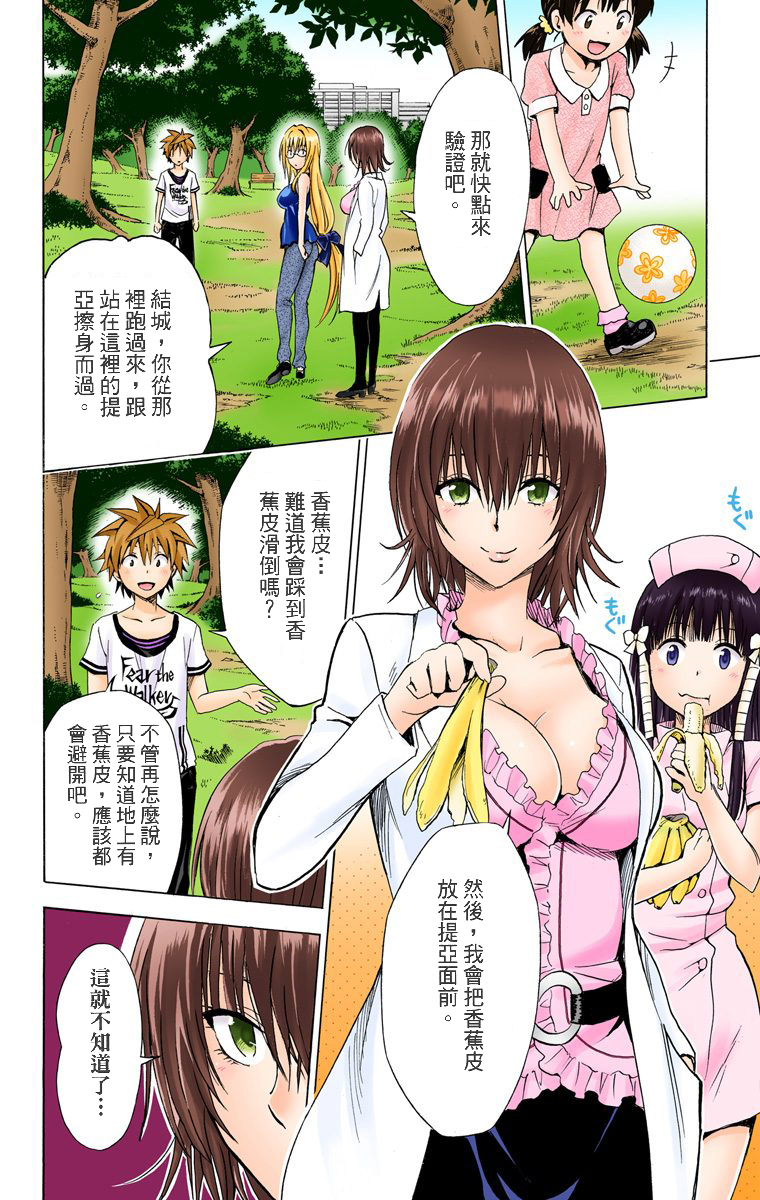 那就快點來
驗證吧。
結城，你從那
裡跑過來，跟
站在這裡的提
亞擦身而過。
Fear the
Walker
もぐ
もぐ
然後，我會把香蕉皮
放在提亞面前。
香蕉皮…
難道我會踩到香
蕉皮滑倒嗎？
Fear the
Walker
不管再怎麼說，
只要知道地上有
香蕉皮，應該都
會避開吧。
這就不知道了…